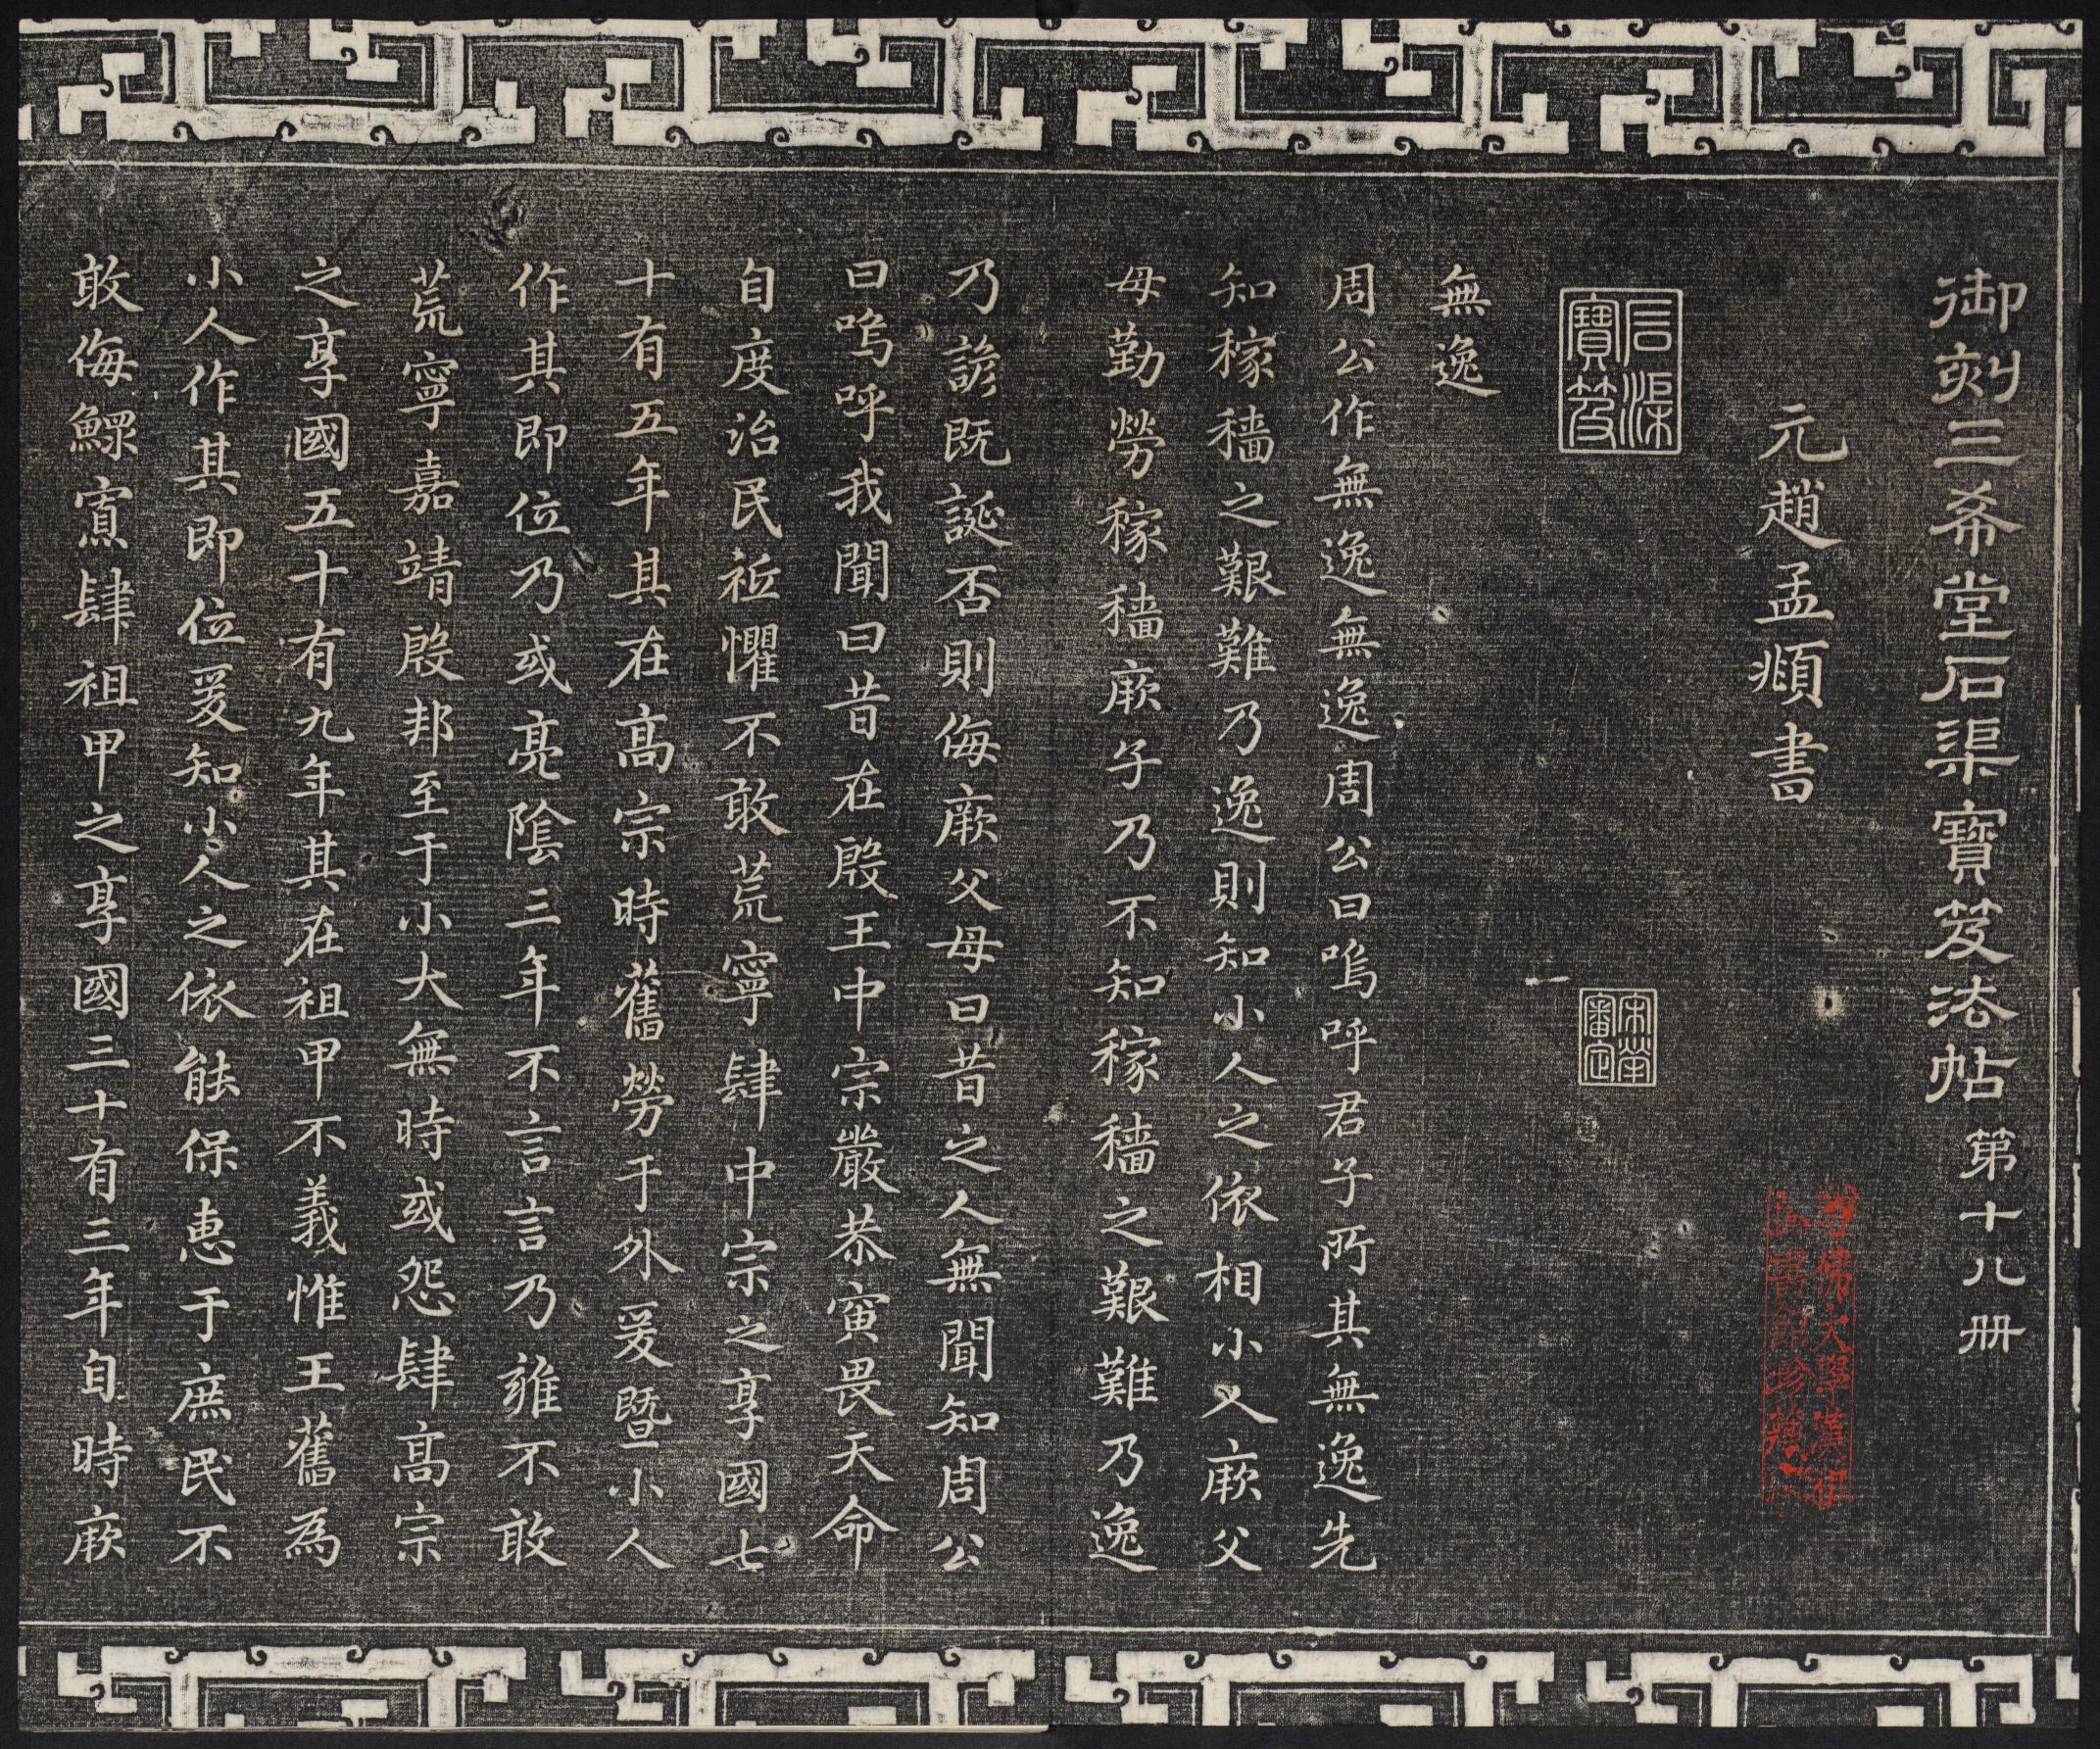 御刻三希堂石渠寶笈法帖第十八冊
元趙孟頫書
石渠寶笈
宋犖審定
無逸
周公作無逸無逸周公曰嗚呼君子所其無逸先
知稼穡之艱難乃逸則知小人之依相小人厥父
母勤勞稼穡厥子乃不知稼穡之艱難乃逸
乃諺既誕否則侮厥父母曰昔之人無聞知周公
曰嗚呼我聞曰昔在殷王中宗嚴恭寅畏天命
自度治民祗懼不敢荒寧肆中宗之享國七
十有五年其在高宗時舊勞于外爰暨小人
作其即位乃或亮陰三年不言言乃雍不敢
荒寧嘉靖殷邦至于小大無時或怨肆高宗
之享國五十有九年其在祖甲不義惟王舊為
小人作其即位爰知小人之依能保惠于庶民不
敢侮鰥寡肆祖甲之享國三十有三年自時厥
哈佛大學漢和圖書館珍藏印